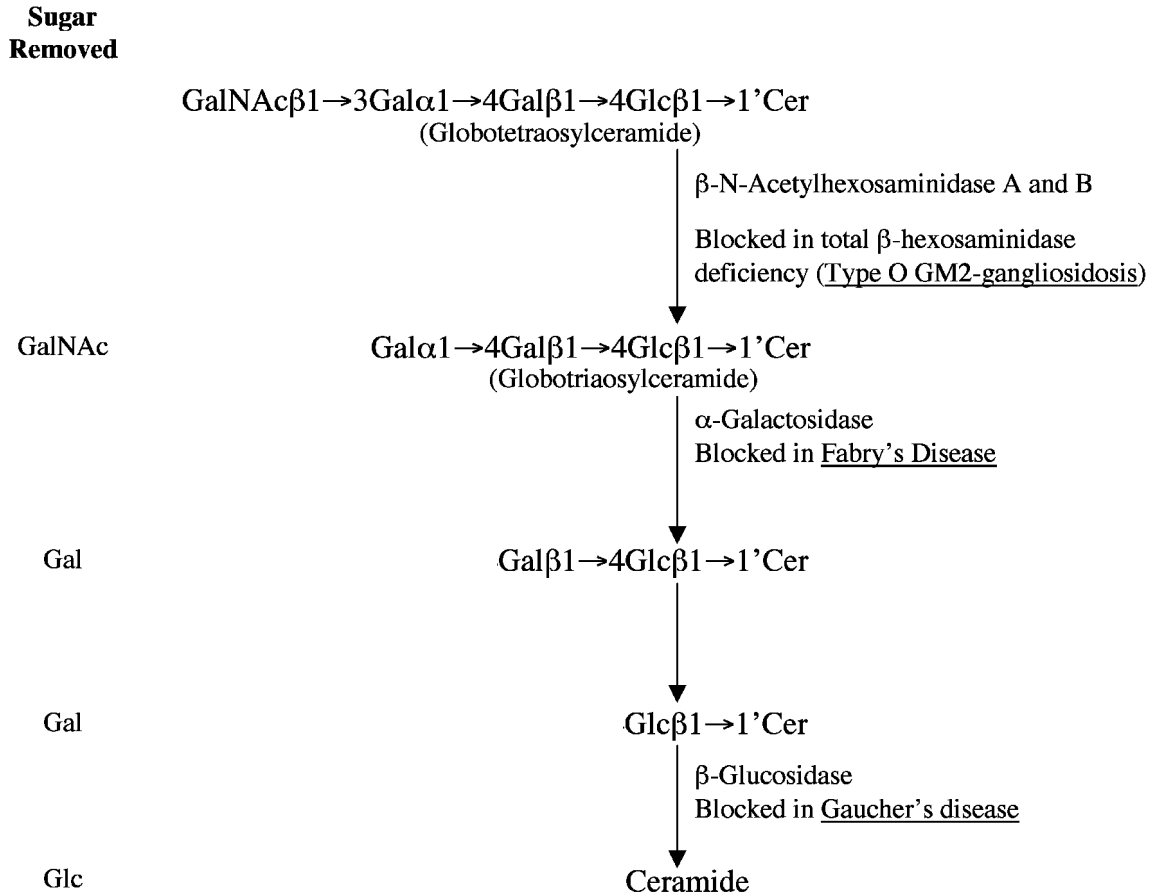 Sugar
Removed
GalNAcβ1→3Galα1→4Galβ1→4Glcβ1→1’Cer
(Globotetraosylceramide)
β-N-Acetylhexosaminidase A and B
Blocked in total β-hexosaminidase
deficiency (Type O GM2-gangliosidosis)
GalNAc
Galα1→4Galβ1→4Glcβ1→1’Cer
(Globotriaosylceramide)
α-Galactosidase
Blocked in Fabry’s Disease
Gal
Galβ1→4Glcβ1→1’Cer
Gal
Glcβ1→1’Cer
β-Glucosidase
Blocked in Gaucher’s disease
Glc
Ceramide